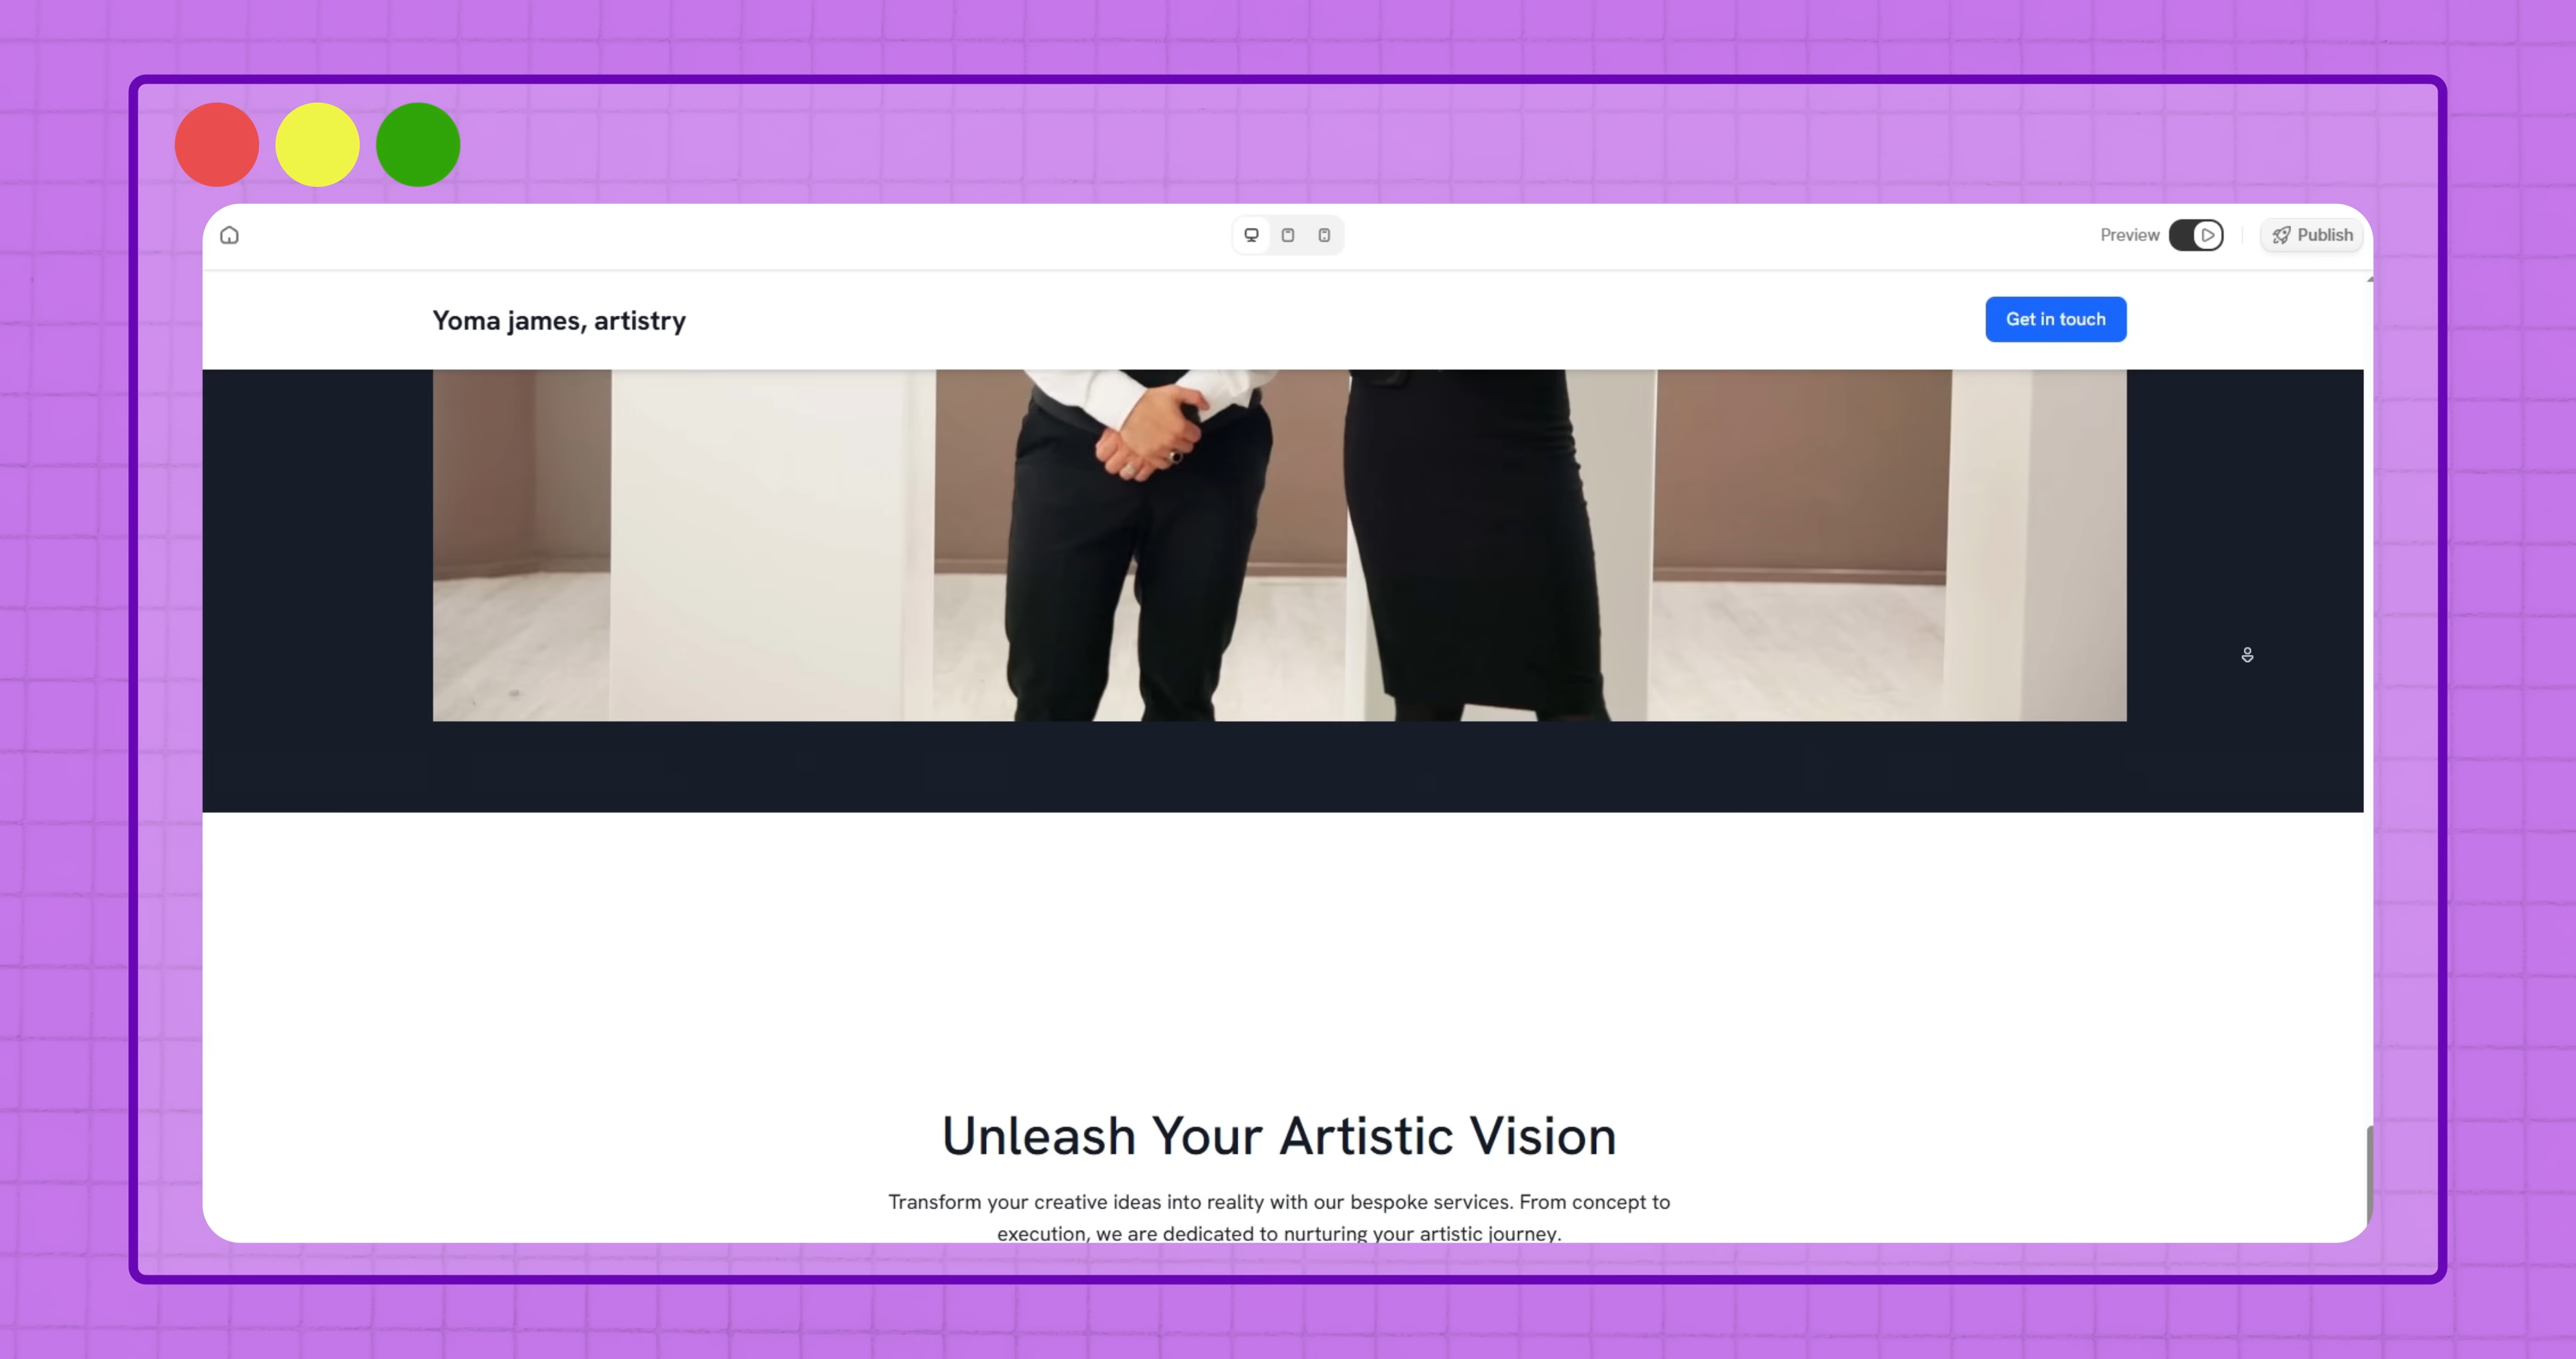 Preview
Publish
Yoma james, artistry
Get in touch
Unleash Your Artistic Vision
Transform your creative ideas into reality with our bespoke services. From concept to
execution, we are dedicated to nurturing your artistic journey.